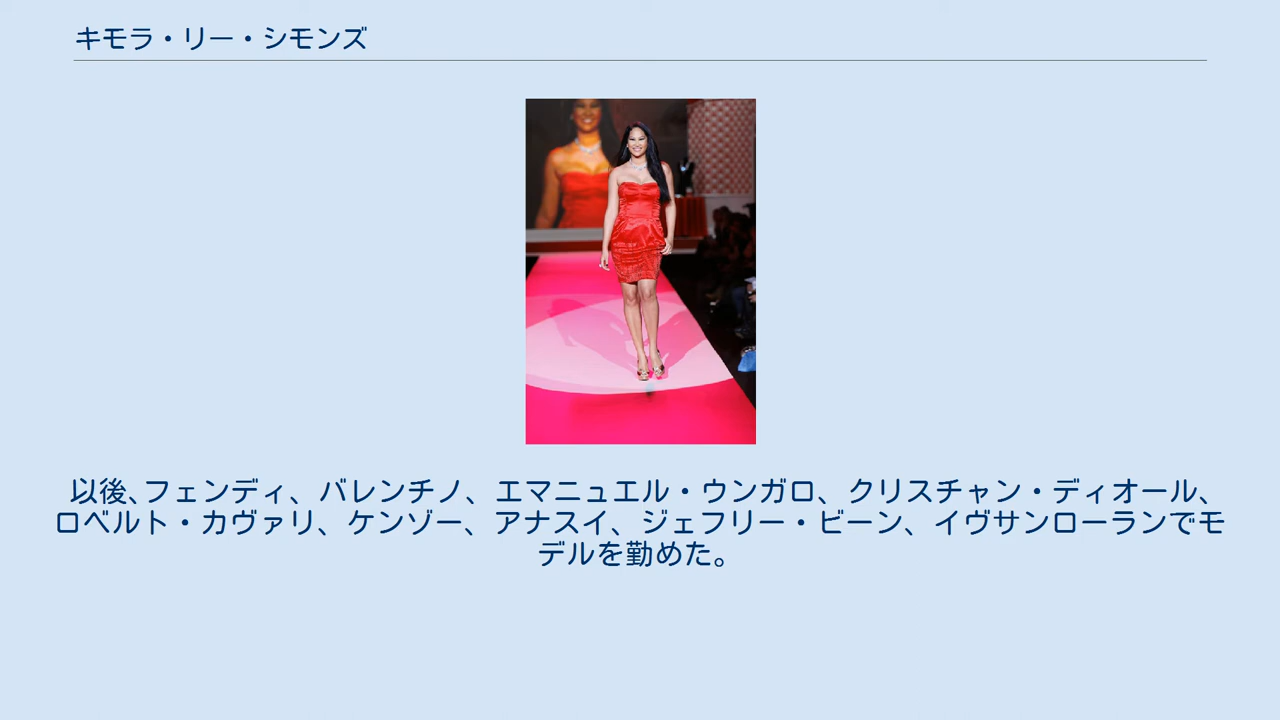 キモラ・リー・シモンズ
以後､フェンディ、バレンチノ、エマニュエル・ウンガロ、クリスチャン・ディオール、
ロベルト・カヴァリ、ケンゾー、アナスイ、ジェフリー・ビーン、イヴサンローランでモ
デルを勤めた。